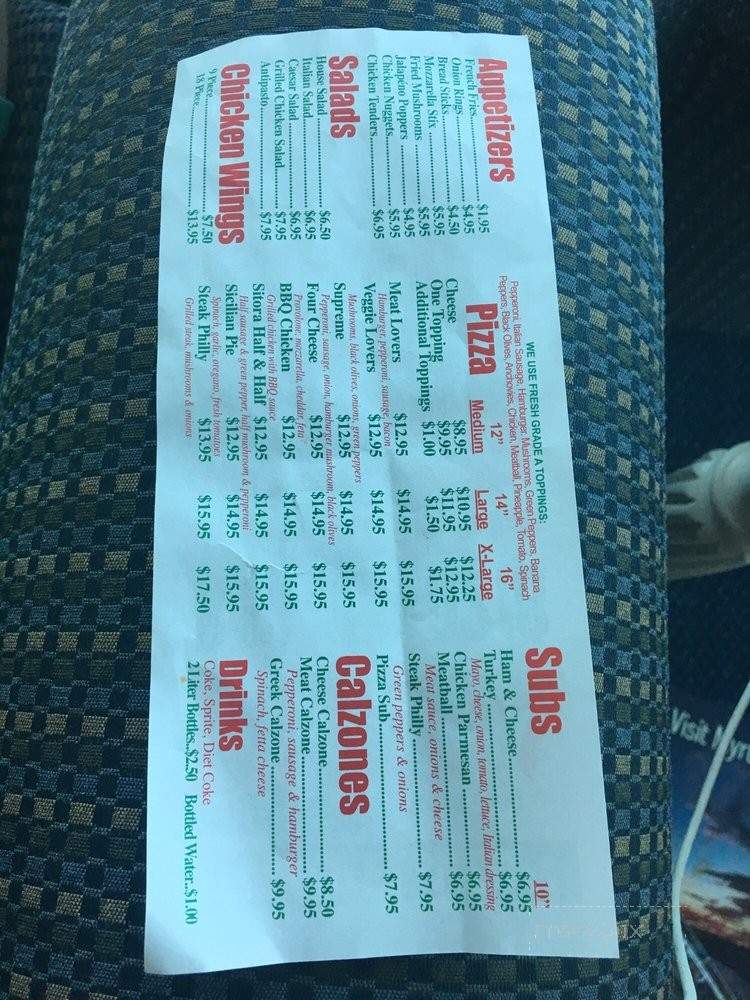 Appetizers
French Fries..................$1.95
Onion Rings..................$4.95
Bread Sticks..................$4.50
Mozzarella Stix..............$5.95
Fried Mushrooms..........$5.95
Jalapeño Poppers..........$4.95
Chicken Nuggets...........$5.95
Chicken Tenders............$6.95
Salads
House Salad..................$6.50
Italian Salad..................$6.95
Caesar Salad.................$6.95
Grilled Chicken Salad....$7.95
Antipasto......................$7.95
Chicken Wings
9 Piece..........................$7.50
18 Piece........................$13.95
WE USE FRESH GRADE A TOPPINGS:
Pepperoni, Italian Sausage, Hamburger, Mushrooms, Green Peppers, Banana
Peppers, Black Olives, Anchovies, Chicken, Meatball, Pineapple, Tomato, Spinach
12" 14" 16"
Pizza Medium Large X-Large
Cheese $8.95 $10.95 $12.25
One Topping $9.95 $11.95 $12.95
Additional Toppings $1.00 $1.50 $1.75
Meat Lovers $12.95 $14.95 $15.95
Hamburger, pepperoni, sausage, bacon
Veggie Lovers $12.95 $14.95 $15.95
Mushrooms, black olives, onions, green peppers
Supreme $12.95 $14.95 $15.95
Pepperoni, sausage, onion, hamburger, mushroom, black olives
Four Cheese $12.95 $14.95 $15.95
Provolone, mozzarella, cheddar, feta
BBQ Chicken $12.95 $14.95 $15.95
Grilled chicken with BBQ sauce
Sitora Half & Half $12.95 $14.95 $15.95
Half sausage & green pepper, half mushroom & pepperoni
Sicilian Pie $12.95 $14.95 $15.95
Spinach, garlic, oregano, fresh tomatoes
Steak Philly $13.95 $15.95 $17.50
Grilled steak, mushrooms & onions
Subs 10"
Ham & Cheese..................$6.95
Turkey..................$6.95
Mayo, cheese, onion, tomato, lettuce, Italian dressing
Chicken Parmesan..................$6.95
Meatball..................$6.95
Meat sauce, onions & cheese
Steak Philly..................$7.95
Green peppers & onions
Pizza Sub..................$7.95
Calzones
Cheese Calzone..................$8.50
Meat Calzone..................$9.95
Pepperoni, sausage & hamburger
Greek Calzone..................$9.95
Spinach, fetta cheese
Drinks
Coke, Sprite, Diet Coke
2 Liter Bottles..$2.50 Bottled Water..$1.00
Visit